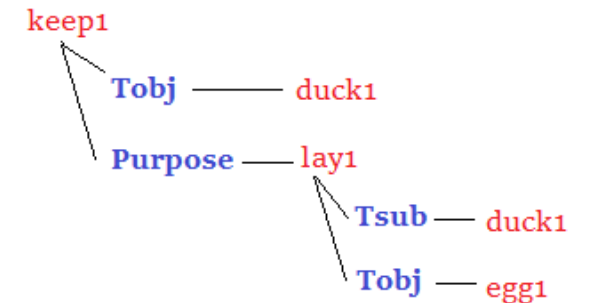 keep1
Tobj duck1
Purpose lay1
Tsub duck1
Tobj egg1